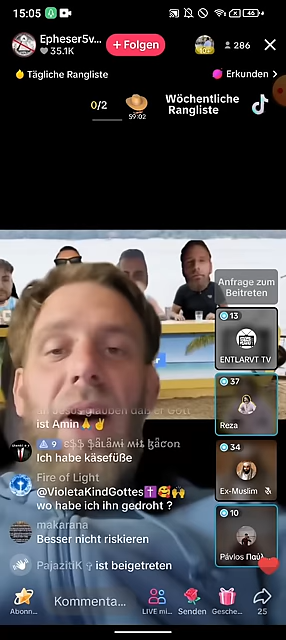 15:05
46
Epheser5v...
35.1K
+ Folgen
286
Tägliche Rangliste
Erkunden >
0/2
59:02
Wöchentliche
Rangliste
Anfrage zum
Beitreten
13
ENTLARVT TV
37
Reza
34
Ex-Muslim
10
ist Amin🙏✌
9
Ich habe käsefüße
Fire of Light
@VioletaKindGottes✝️🥰🙌
wo habe ich ihn gedroht ?
makarana
Besser nicht riskieren
PajazitiK ✞ ist beigetreten
Abonn...
Kommenta...
LIVE mi...
Senden
Gesche...
25